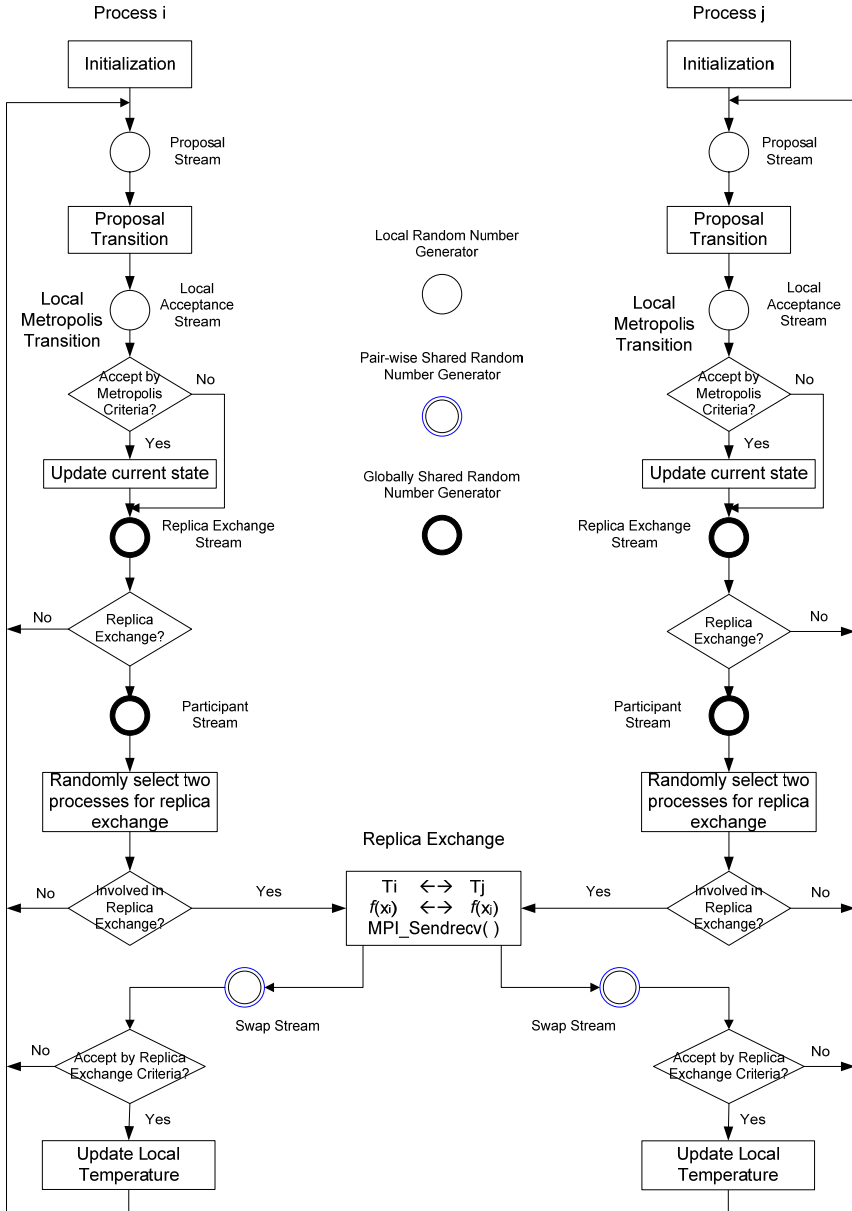 Process i
Process j
Initialization
Initialization
Proposal
Stream
Proposal
Stream
Proposal
Transition
Proposal
Transition
Local Random Number
Generator
Local
Metropolis
Transition
Local
Acceptance
Stream
Local
Metropolis
Transition
Local
Acceptance
Stream
Pair-wise Shared Random
Number Generator
Accept by
Metropolis
Criteria?
No
Accept by
Metropolis
Criteria?
No
Yes
Yes
Update current state
Update current state
Globally Shared Random
Number Generator
Replica Exchange
Stream
Replica Exchange
Stream
No
Replica
Exchange?
Replica
Exchange?
No
Participant
Stream
Participant
Stream
Randomly select two
processes for replica
exchange
Randomly select two
processes for replica
exchange
Replica Exchange
No
Involved in
Replica
Exchange?
Yes
Ti ←→ Tj
f(xi) ←→ f(xj)
MPI_Sendrecv( )
Yes
Involved in
Replica
Exchange?
No
Swap Stream
Swap Stream
No
Accept by Replica
Exchange Criteria?
Accept by Replica
Exchange Criteria?
No
Yes
Yes
Update Local
Temperature
Update Local
Temperature